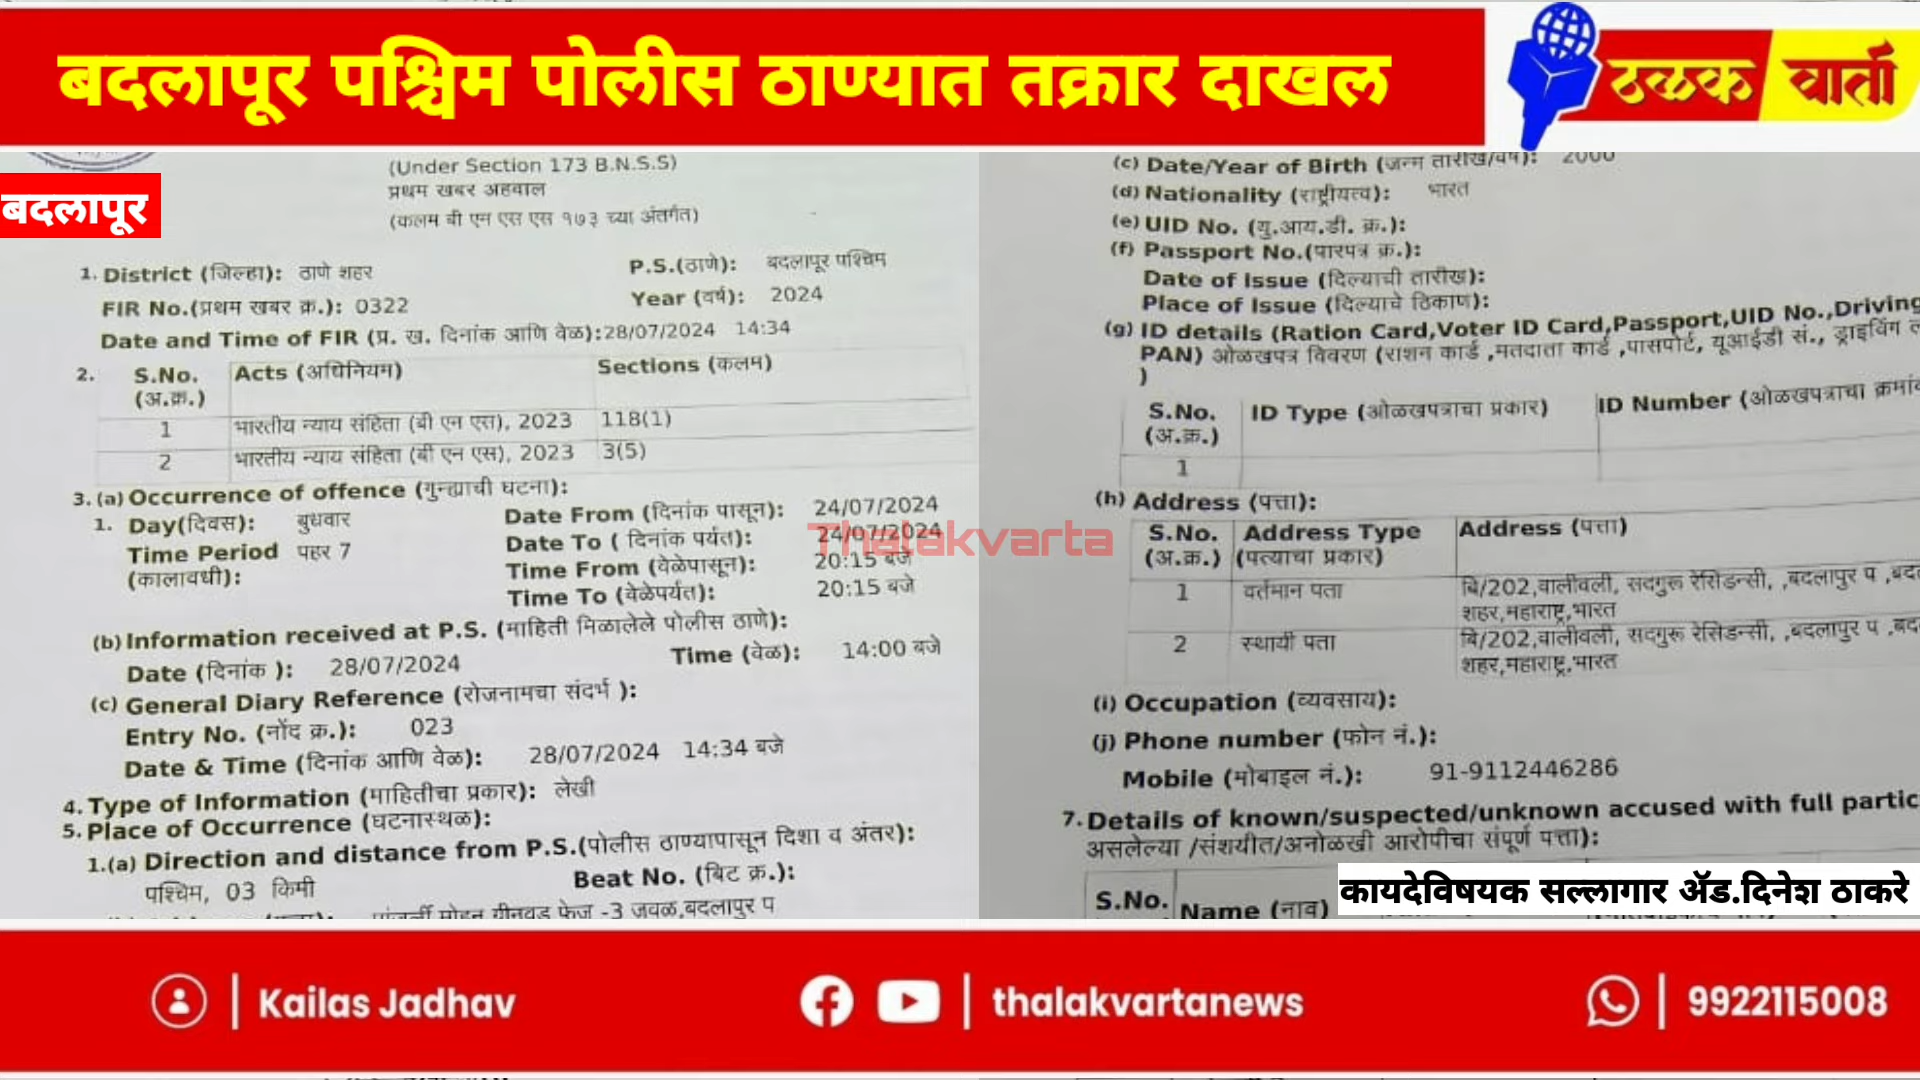 बदलापूर पश्चिम पोलीस ठाण्यात तक्रार दाखल
ठळक वार्ता
बदलापूर
(Under Section 173 B.N.S.S)
प्रथम खबर अहवाल
(कलम बी एन एस एस १७३ च्या अंतर्गत)
1. District (जिल्हा): ठाणे शहर P.S.(ठाणे): बदलापूर पश्चिम
FIR No.(प्रथम खबर क्र.): 0322 Year (वर्ष): 2024
Date and Time of FIR (प्र. ख. दिनांक आणि वेळ):28/07/2024 14:34
2. S.No. (अ.क्र.) Acts (अधिनियम) Sections (कलम)
1 भारतीय न्याय संहिता (बी एन एस), 2023 118(1)
2 भारतीय न्याय संहिता (बी एन एस), 2023 3(5)
3. (a) Occurrence of offence (गुन्ह्याची घटना):
1. Day(दिवस): बुधवार Date From (दिनांक पासून): 24/07/2024
Time Period पहर 7 Date To ( दिनांक पर्यंत): 24/07/2024
(कालावधी): Time From (वेळेपासून): 20:15 बजे
Time To (वेळेपर्यंत): 20:15 बजे
(b) Information received at P.S. (माहिती मिळालेले पोलीस ठाणे):
Date (दिनांक ): 28/07/2024 Time (वेळ): 14:00 बजे
(c) General Diary Reference (रोजनामचा संदर्भ ):
Entry No. (नोंद क्र.): 023
Date & Time (दिनांक आणि वेळ): 28/07/2024 14:34 बजे
4. Type of Information (माहितीचा प्रकार): लेखी
5. Place of Occurrence (घटनास्थळ):
1.(a) Direction and distance from P.S.(पोलीस ठाण्यापासून दिशा व अंतर):
पश्चिम, 03 किमी Beat No. (बिट क्र.):
फेज -3 जवळ,बदलापुर प
(c) Date/Year of Birth (जन्म तारीख/वर्ष): 2000
(d) Nationality (राष्ट्रीयत्व): भारत
(e) UID No. (यु.आय.डी. क्र.):
(f) Passport No.(पारपत्र क्र.):
Date of Issue (दिल्याची तारीख):
Place of Issue (दिल्याचे ठिकाण):
(g) ID details (Ration Card,Voter ID Card,Passport,UID No.,Driving
PAN) ओळखपत्र विवरण (राशन कार्ड ,मतदाता कार्ड ,पासपोर्ट, यूआईडी सं., ड्राइविंग
)
S.No. (अ.क्र.) ID Type (ओळखपत्राचा प्रकार) ID Number (ओळखपत्राचा
1
(h) Address (पत्ता):
S.No. Address Type Address (पत्ता)
(अ.क्र.) (पत्याचा प्रकार)
1 वर्तमान पता बि/202,वालीवली, सदगुरू रेसिडन्सी, ,बदलापुर प
शहर,महाराष्ट्र,भारत
2 स्थायी पता बि/202,वालीवली, सदगुरू रेसिडन्सी, ,बदलापुर प
शहर,महाराष्ट्र,भारत
(i) Occupation (व्यवसाय):
(j) Phone number (फोन नं.):
Mobile (मोबाइल नं.): 91-9112446286
7. Details of known/suspected/unknown accused with full
असलेल्या /संशयीत/अनोळखी आरोपीचा संपूर्ण पत्ता):
S.No. Name (नाव)
Thalakvarta
कायदेविषयक सल्लागार ॲड.दिनेश ठाकरे
Kailas Jadhav
thalakvartanews
9922115008